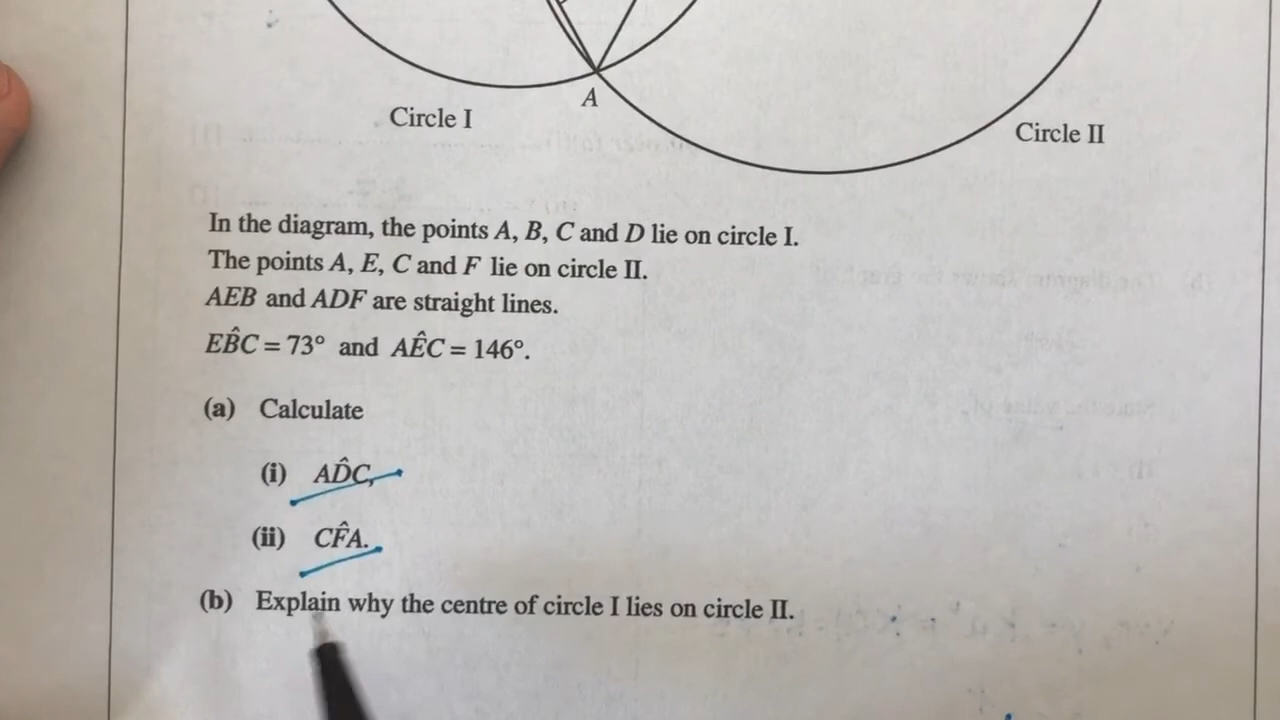 A
Circle I
Circle II
In the diagram, the points A, B, C and D lie on circle I.
The points A, E, C and F lie on circle II.
AEB and ADF are straight lines.
EB̂C = 73° and AÊC = 146°.
(a) Calculate
(i) AD̂C,
(ii) CF̂A.
(b) Explain why the centre of circle I lies on circle II.